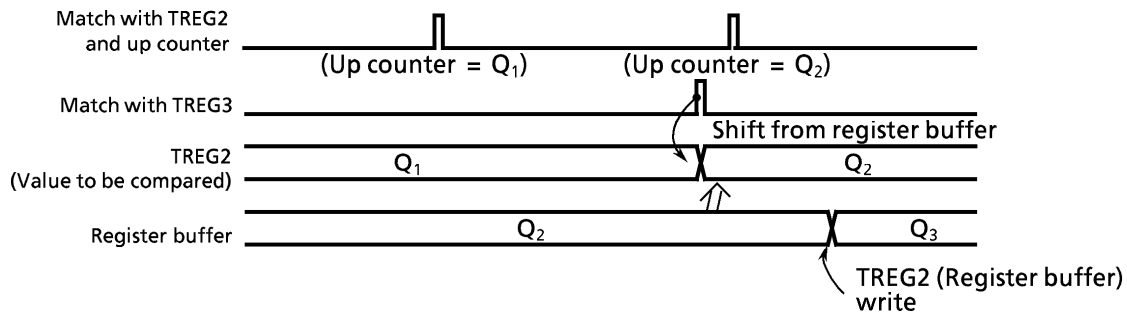 Match with TREG2
and up counter
(Up counter = Q₁)
(Up counter = Q₂)
Match with TREG3
Shift from register buffer
TREG2
(Value to be compared)
Q₁
Q₂
Register buffer
Q₂
Q₃
TREG2 (Register buffer)
write